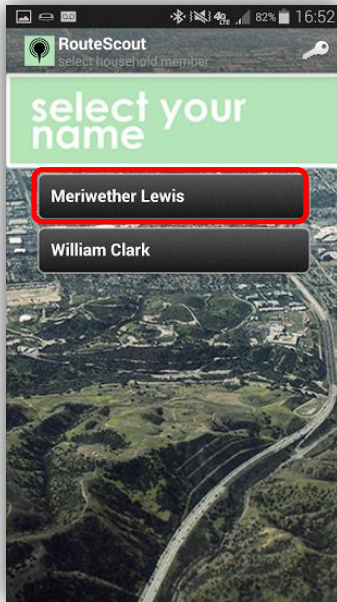 82% 16:52
RouteScout
select household member
select your
name
Meriwether Lewis
William Clark